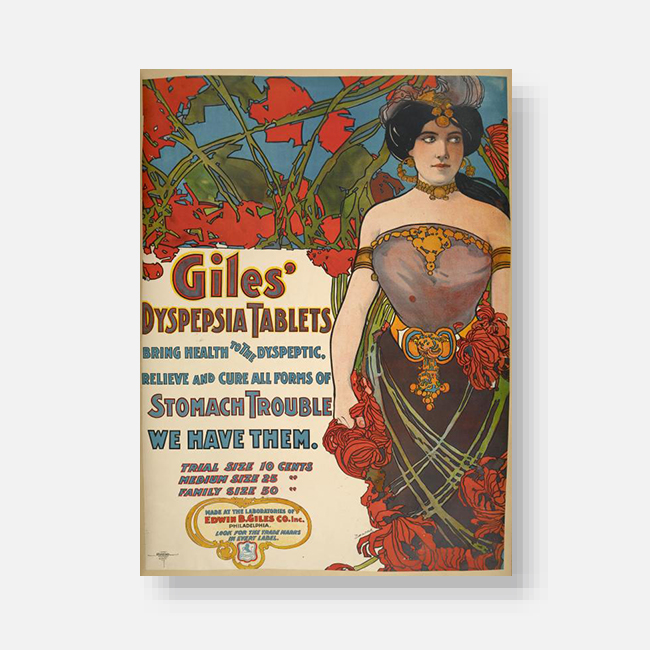 Giles'
DYSPEPSIA TABLETS
BRING HEALTH TO THE DYSPEPTIC,
RELIEVE AND CURE ALL FORMS OF
STOMACH TROUBLE
WE HAVE THEM.
TRIAL SIZE 10 CENTS
MEDIUM SIZE 25 "
FAMILY SIZE 50 "
MADE AT THE LABORATORIES OF
EDWIN B. GILES CO. Inc.
PHILADELPHIA.
LOOK FOR THE TRADE MARKS
IN EVERY LABEL.